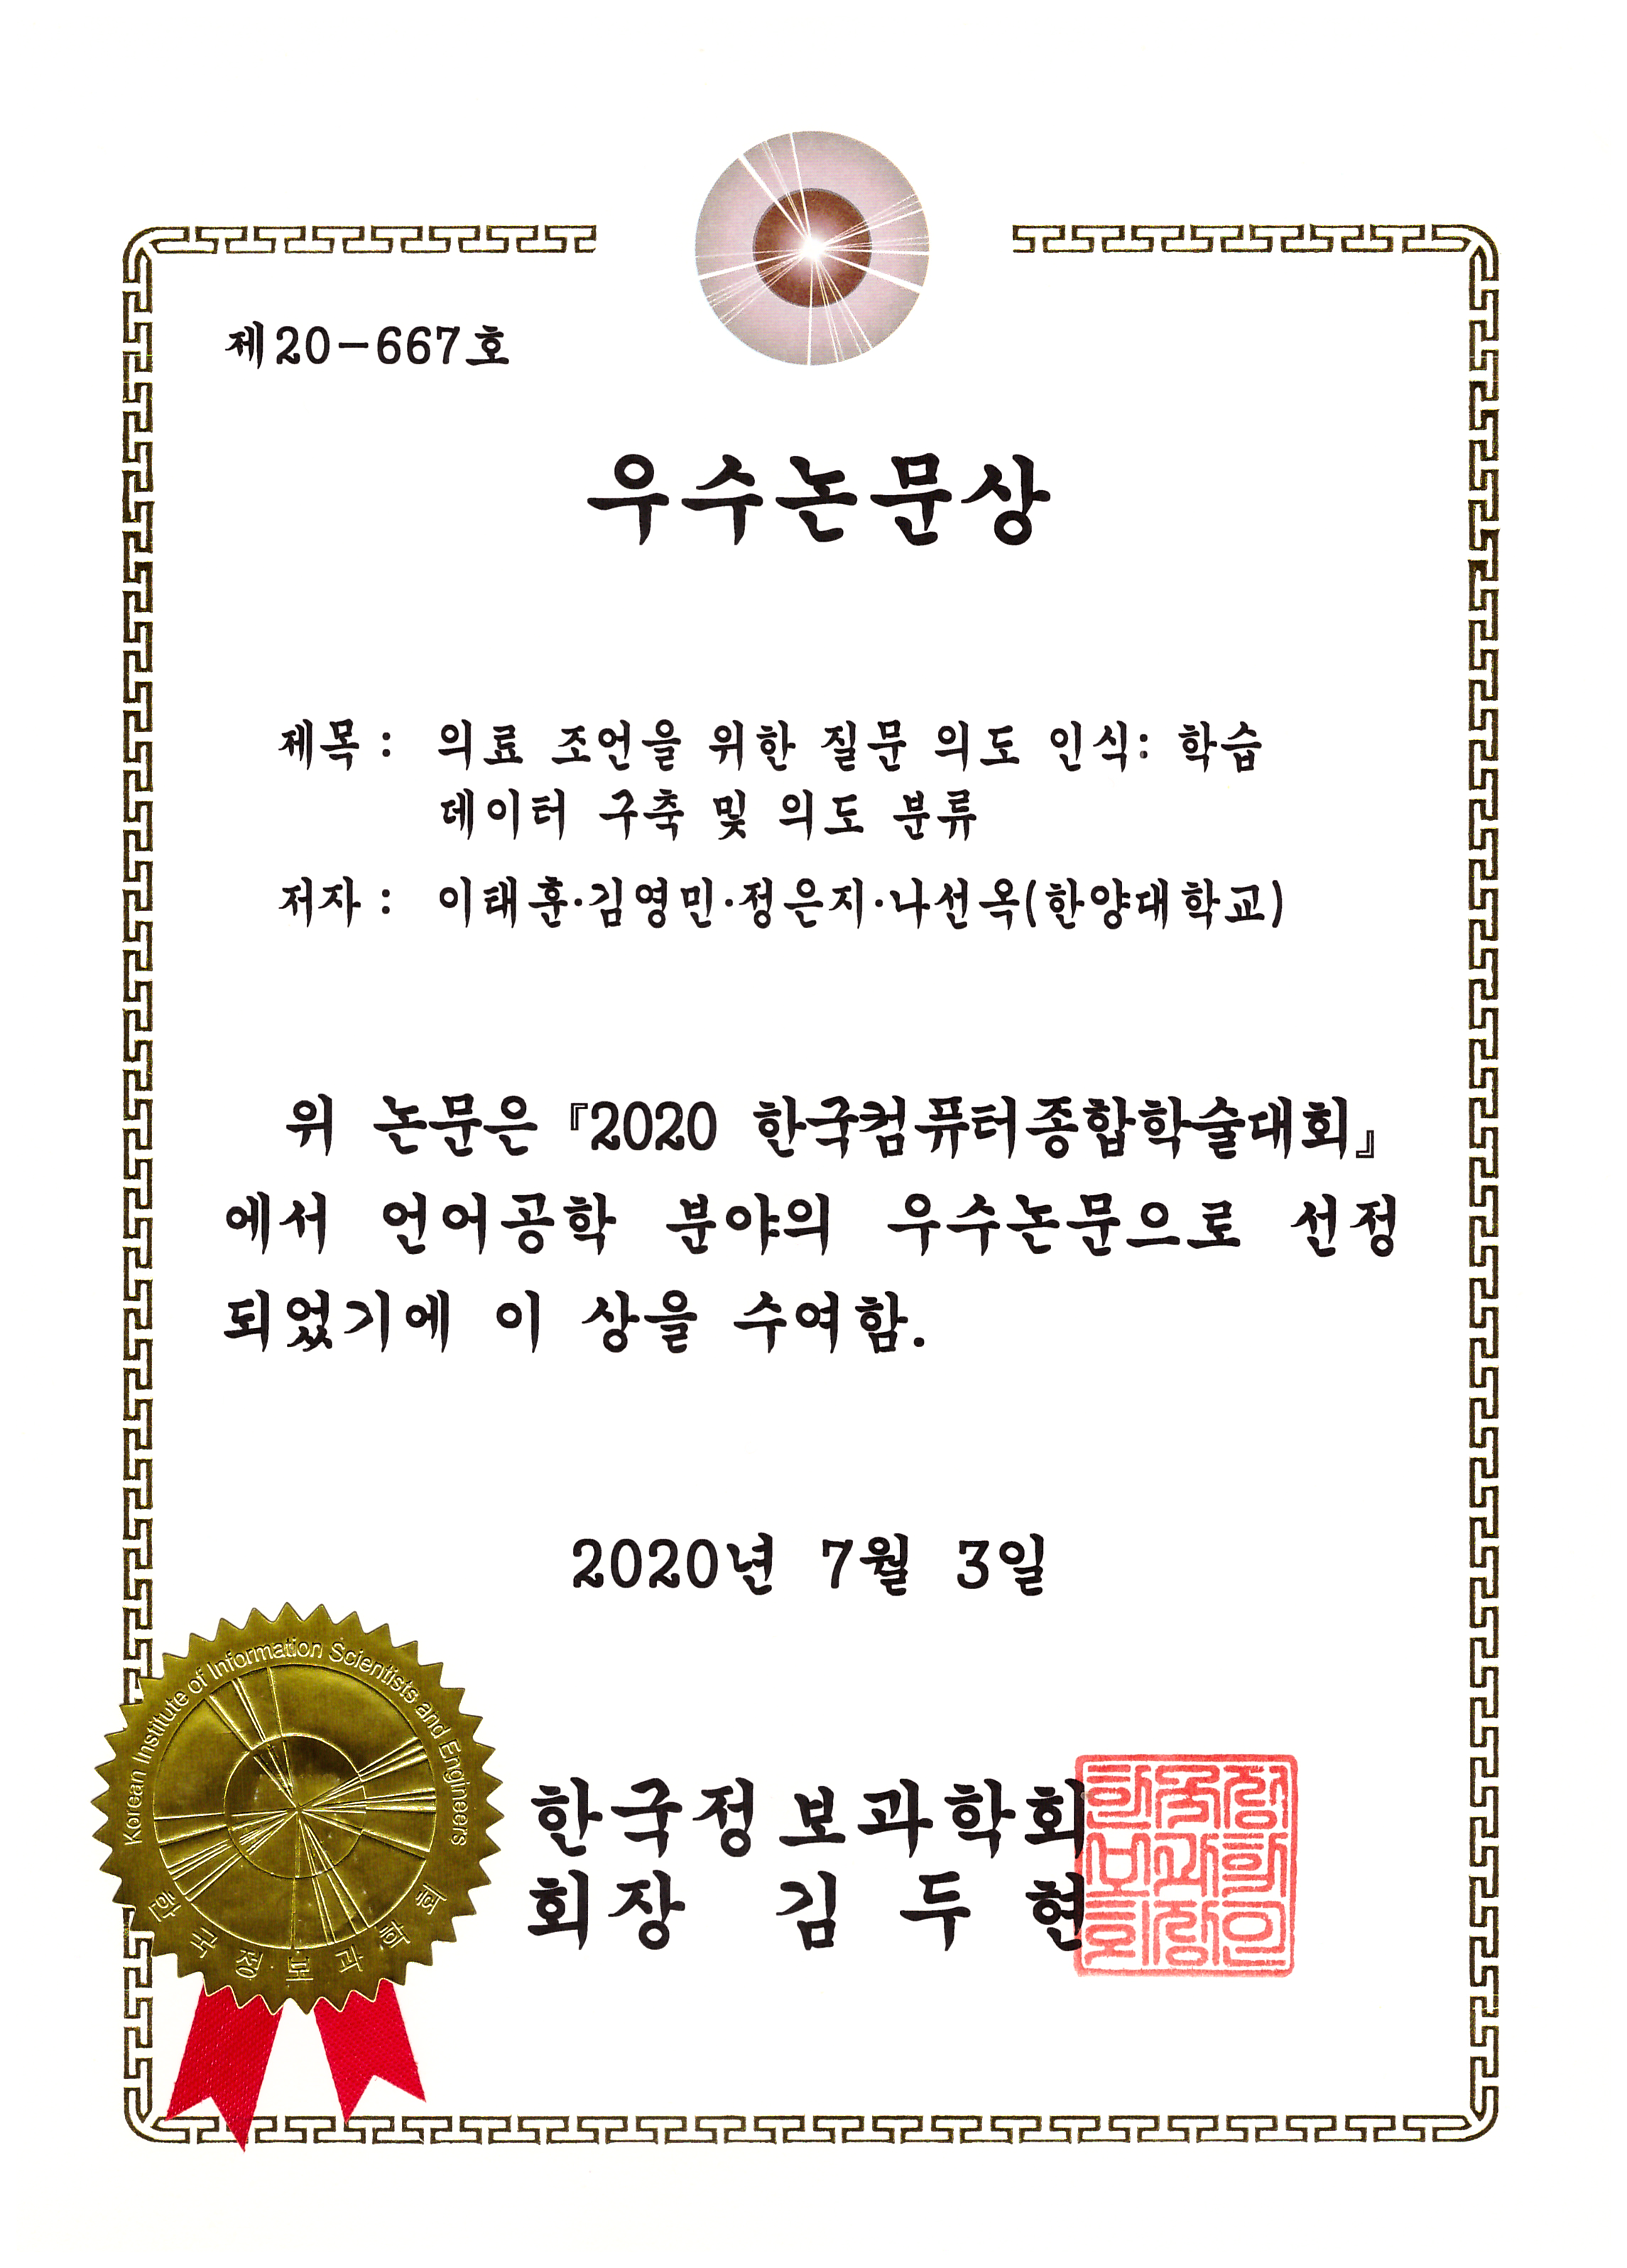 제20-667호
우수논문상
제목 : 의료 조언을 위한 질문 의도 인식: 학습
데이터 구축 및 의도 분류
저자 : 이태훈·김영민·정은지·나선옥(한양대학교)
위 논문은 『2020 한국컴퓨터종합학술대회』
에서 언어공학 분야의 우수논문으로 선정
되었기에 이 상을 수여함.
2020년 7월 3일
Korean Institute of Information Scientists and Engineers
한국정보과학회
한국정보과학회
회장 김두현
한국정
보과학
회장인